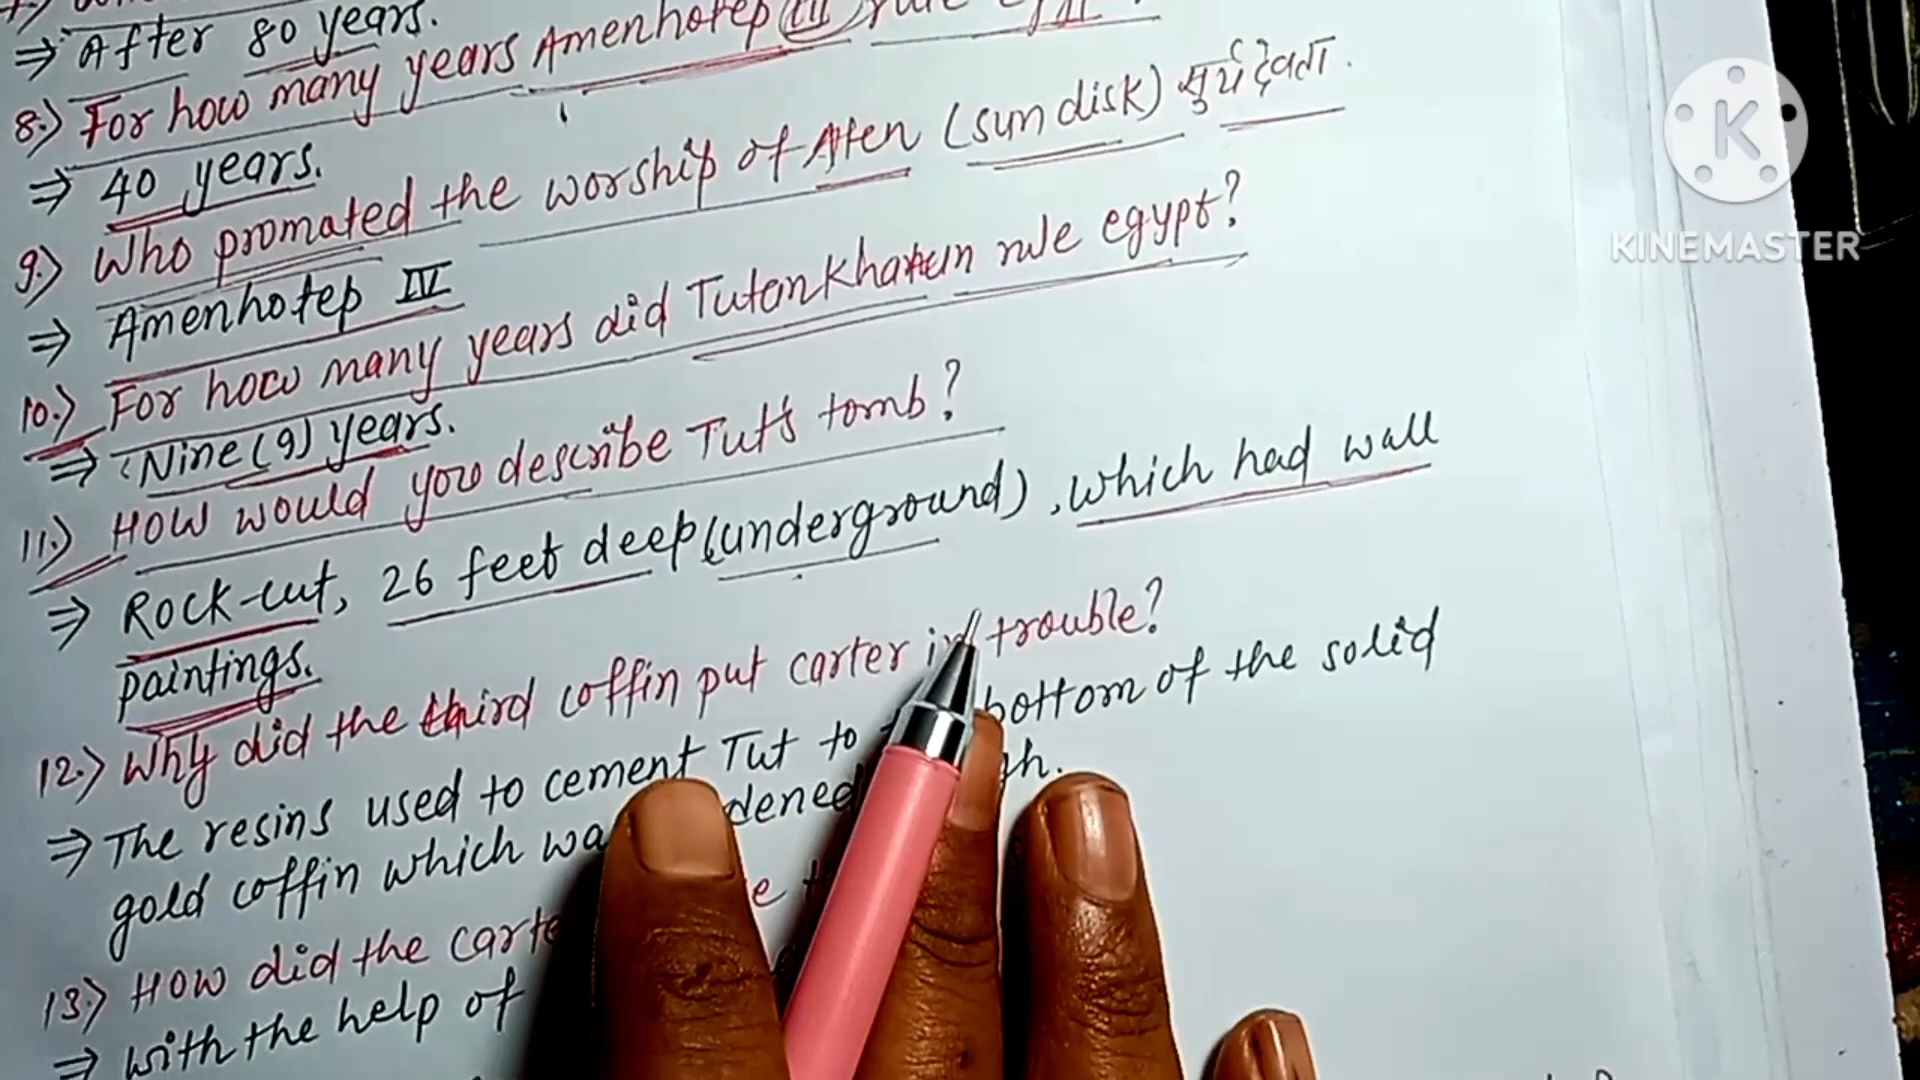 ⇒ After 80 years.
8.) For how many years Amenhotep III rule egypt
⇒ 40 years.
9.) Who promated the worship of Aten (sun disk) सूर्य देवता.
⇒ Amenhotep IV
10.) For how many years did Tutankhamun rule egypt?
⇒ Nine (9) years.
11.) How would you describe Tut's tomb?
⇒ Rock-cut, 26 feet deep (underground), which had wall
paintings.
12.) Why did the third coffin put carter in trouble?
⇒ The resins used to cement Tut to bottom of the solid
gold coffin which
13.) How did the
⇒ with the help of
K
KINEMASTER